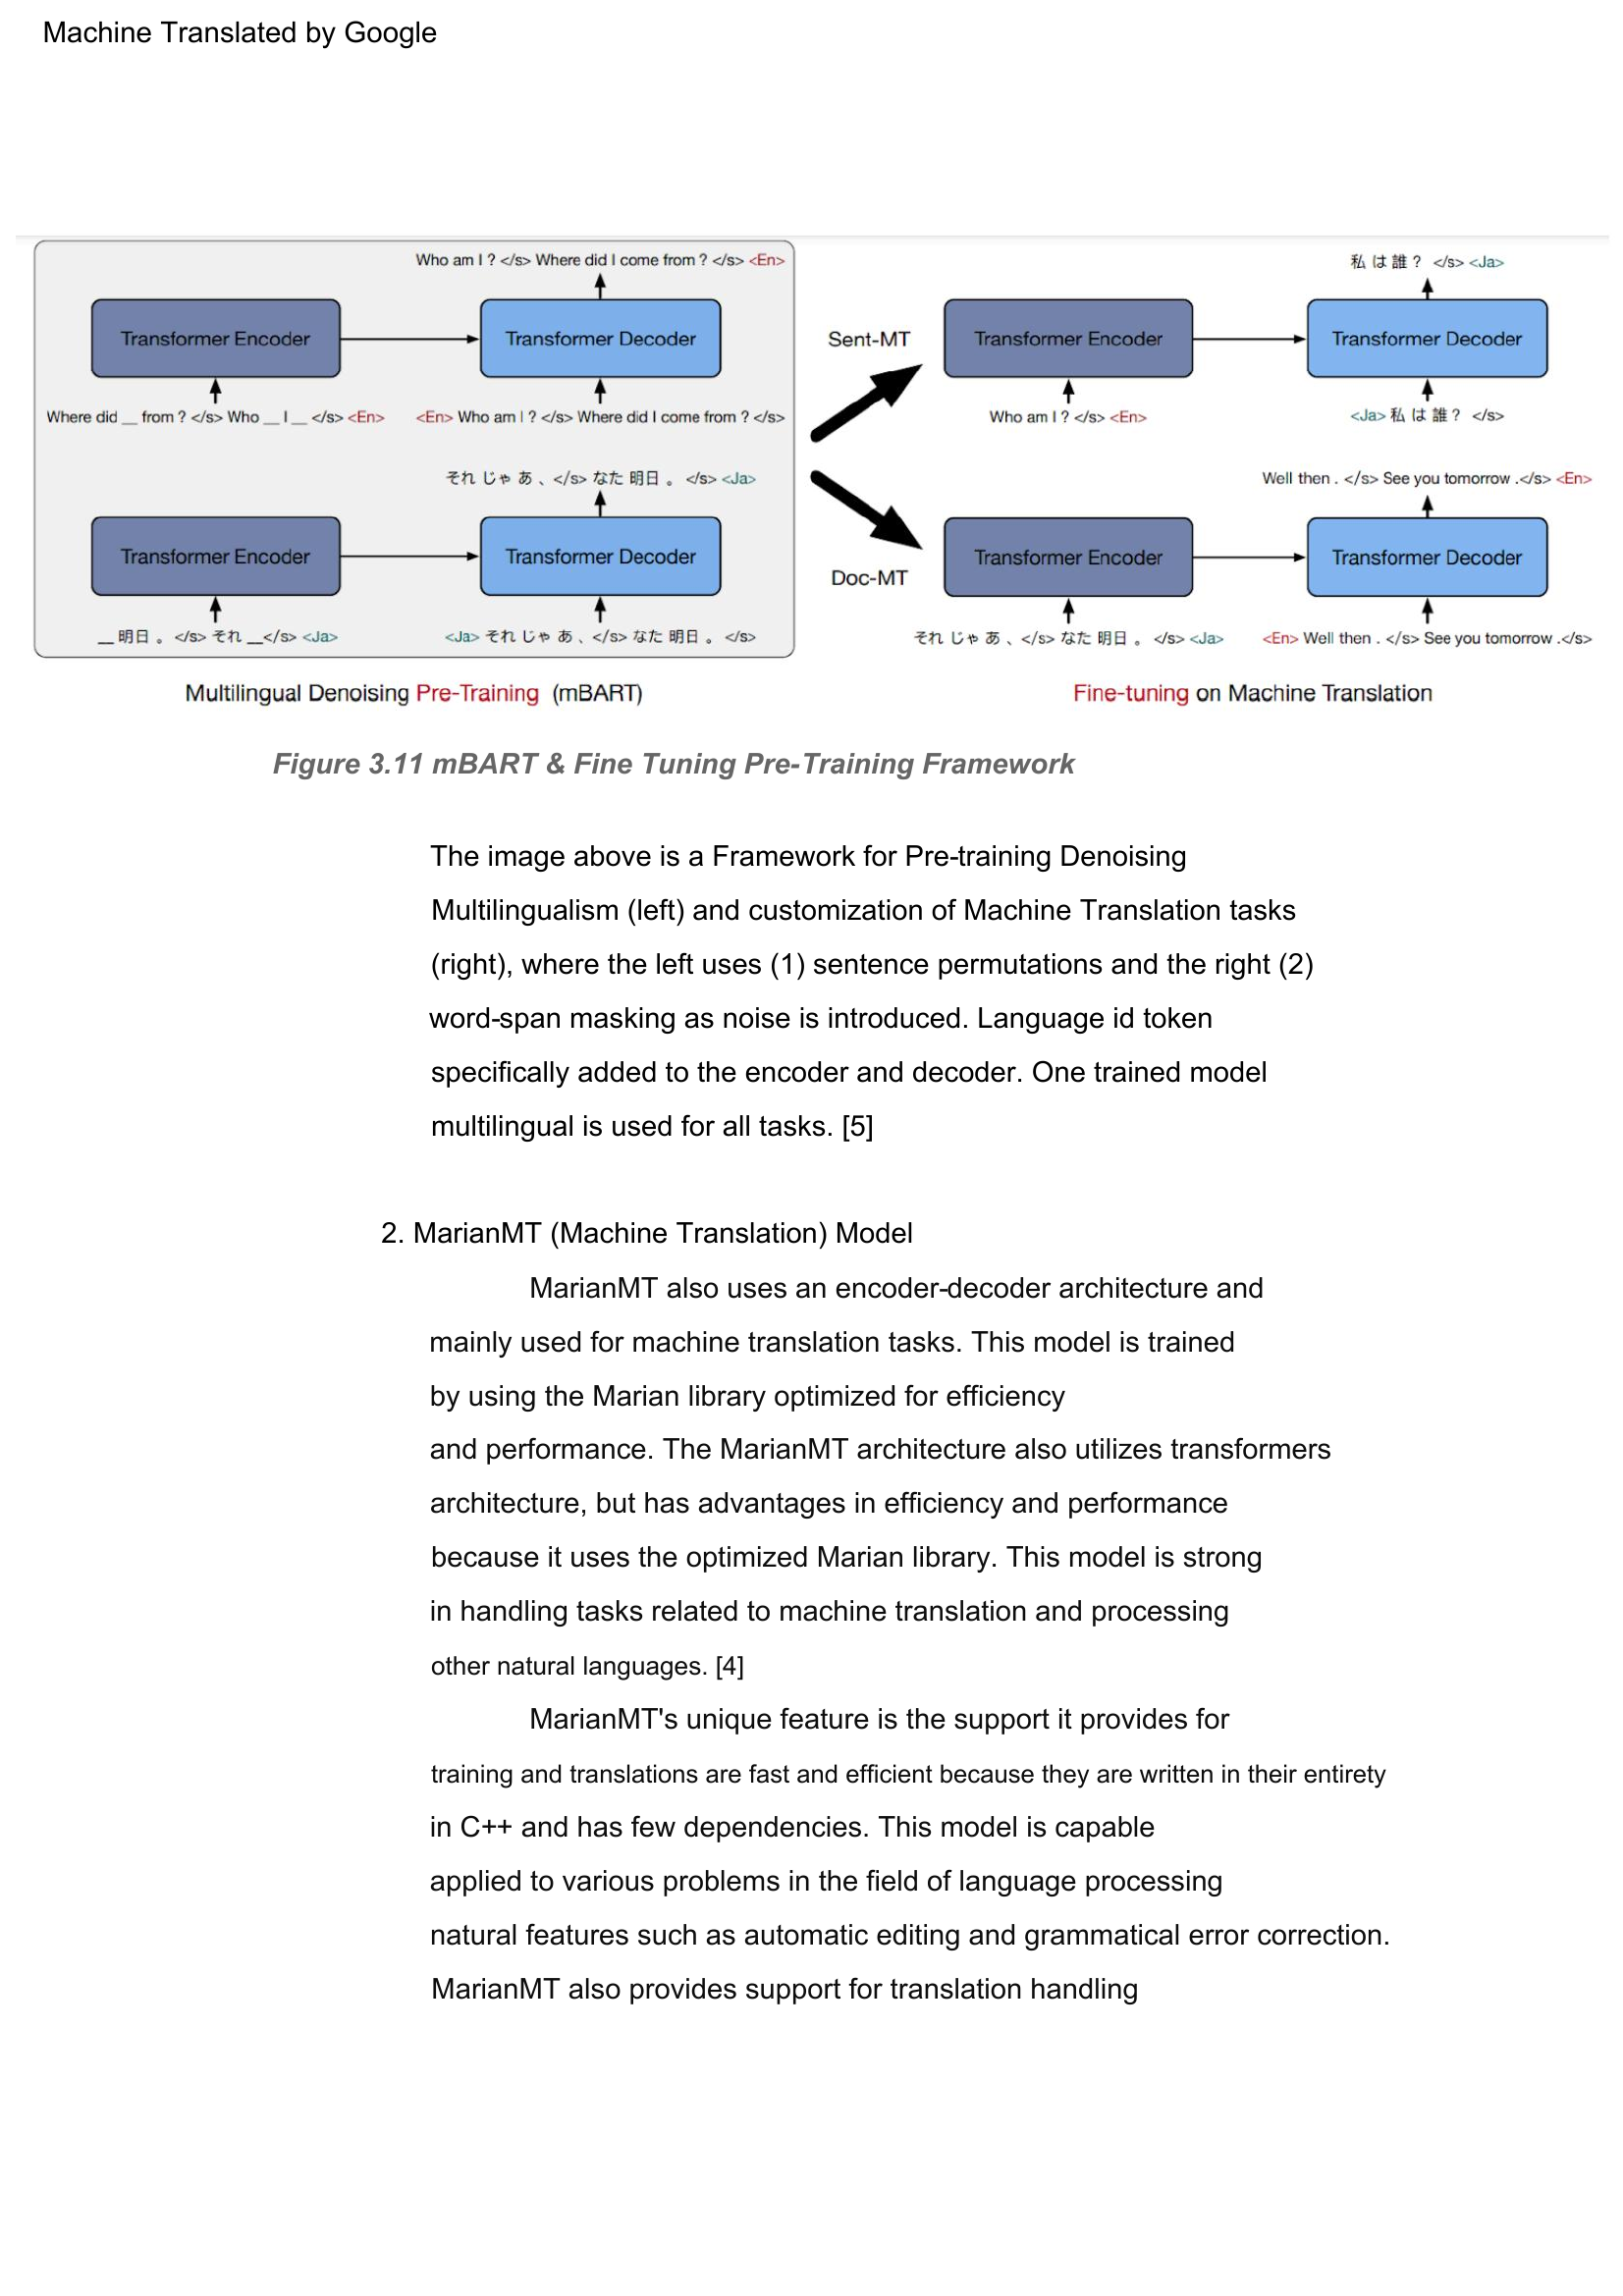 Machine Translated by Google
Who am I ? </s> Where did I come from ? </s> <En>
Transformer Encoder
Transformer Decoder
Where did __ from ? </s> Who __ I __ </s> <En>
<En> Who am I ? </s> Where did I come from ? </s>
それ じゃ あ 、</s> なた 明日 。 </s> <Ja>
Transformer Encoder
Transformer Decoder
__ 明日 。 </s> それ __</s> <Ja>
<Ja> それ じゃ あ 、</s> なた 明日 。 </s>
Multilingual Denoising Pre-Training (mBART)
Sent-MT
Doc-MT
私 は 誰 ? </s> <Ja>
Transformer Encoder
Transformer Decoder
Who am I ? </s> <En>
<Ja> 私 は 誰 ? </s>
Well then . </s> See you tomorrow .</s> <En>
Transformer Encoder
Transformer Decoder
それ じゃ あ 、</s> なた 明日 。 </s> <Ja>
<En> Well then . </s> See you tomorrow .</s>
Fine-tuning on Machine Translation
Figure 3.11 mBART & Fine Tuning Pre-Training Framework
The image above is a Framework for Pre-training Denoising
Multilingualism (left) and customization of Machine Translation tasks
(right), where the left uses (1) sentence permutations and the right (2)
word-span masking as noise is introduced. Language id token
specifically added to the encoder and decoder. One trained model
multilingual is used for all tasks. [5]
2. MarianMT (Machine Translation) Model
MarianMT also uses an encoder-decoder architecture and
mainly used for machine translation tasks. This model is trained
by using the Marian library optimized for efficiency
and performance. The MarianMT architecture also utilizes transformers
architecture, but has advantages in efficiency and performance
because it uses the optimized Marian library. This model is strong
in handling tasks related to machine translation and processing
other natural languages. [4]
MarianMT's unique feature is the support it provides for
training and translations are fast and efficient because they are written in their entirety
in C++ and has few dependencies. This model is capable
applied to various problems in the field of language processing
natural features such as automatic editing and grammatical error correction.
MarianMT also provides support for translation handling